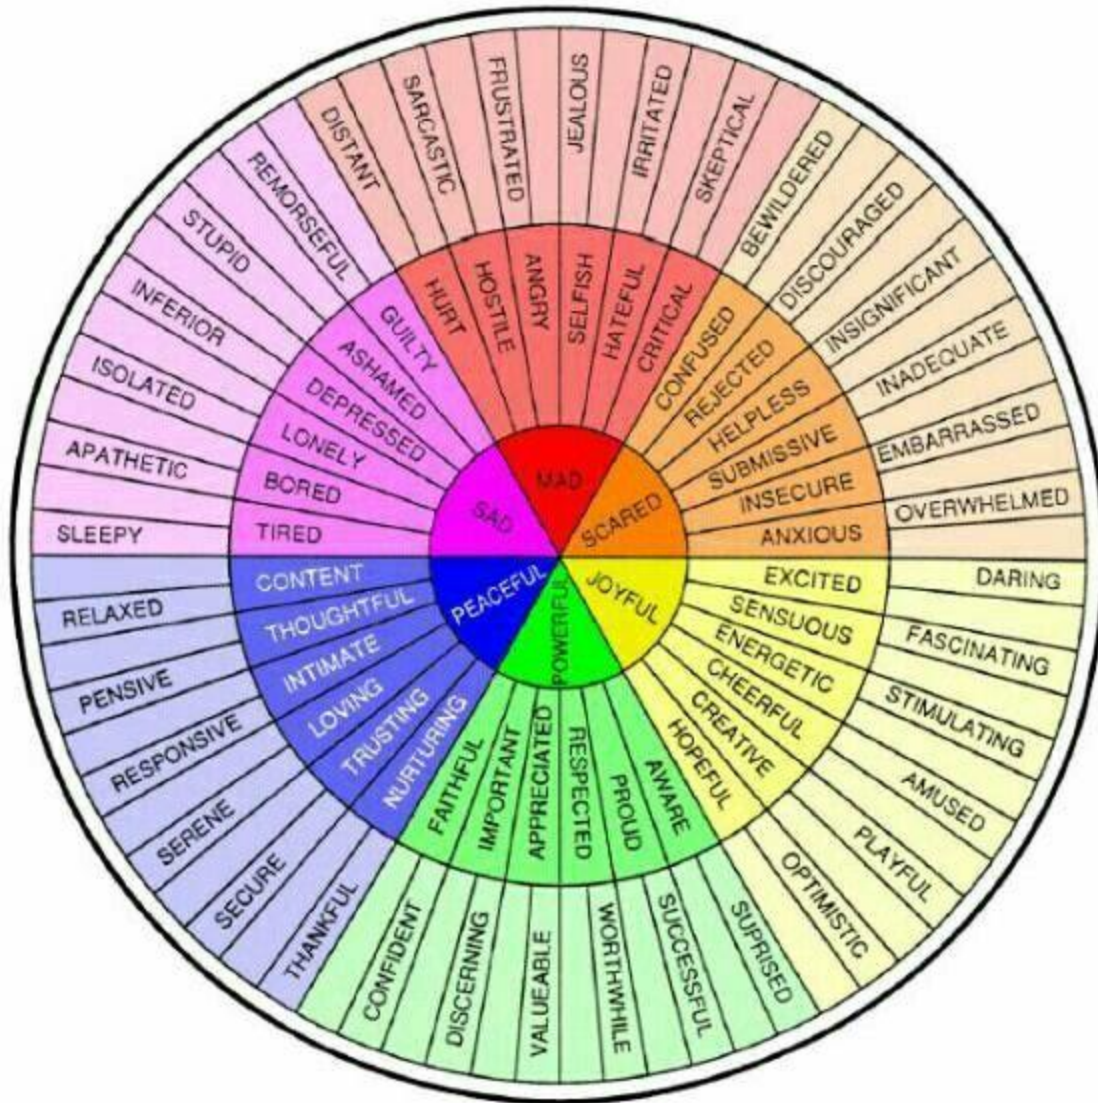 MAD
SCARED
JOYFUL
POWERFUL
PEACEFUL
SAD
HURT
HOSTILE
ANGRY
SELFISH
HATEFUL
CRITICAL
CONFUSED
REJECTED
HELPLESS
SUBMISSIVE
INSECURE
ANXIOUS
EXCITED
SENSUOUS
ENERGETIC
CHEERFUL
CREATIVE
HOPEFUL
AWARE
PROUD
RESPECTED
APPRECIATED
IMPORTANT
FAITHFUL
NURTURING
TRUSTING
LOVING
INTIMATE
THOUGHTFUL
CONTENT
TIRED
BORED
LONELY
DEPRESSED
ASHAMED
GUILTY
DISTANT
SARCASTIC
FRUSTRATED
JEALOUS
IRRITATED
SKEPTICAL
BEWILDERED
DISCOURAGED
INSIGNIFICANT
INADEQUATE
EMBARRASSED
OVERWHELMED
DARING
FASCINATING
STIMULATING
AMUSED
PLAYFUL
OPTIMISTIC
SUPRISED
SUCCESSFUL
WORTHWHILE
VALUEABLE
DISCERNING
CONFIDENT
THANKFUL
SECURE
SERENE
RESPONSIVE
PENSIVE
RELAXED
SLEEPY
APATHETIC
ISOLATED
INFERIOR
STUPID
REMORSEFUL